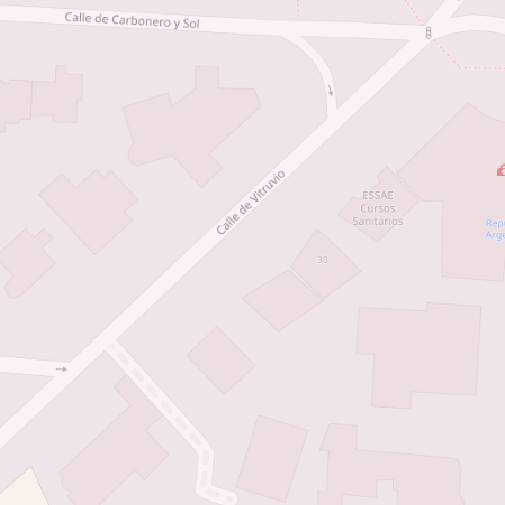 Calle de Carbonero y Sol
Calle de Vitruvio
ESSAE
Cursos
Sanitarios
30